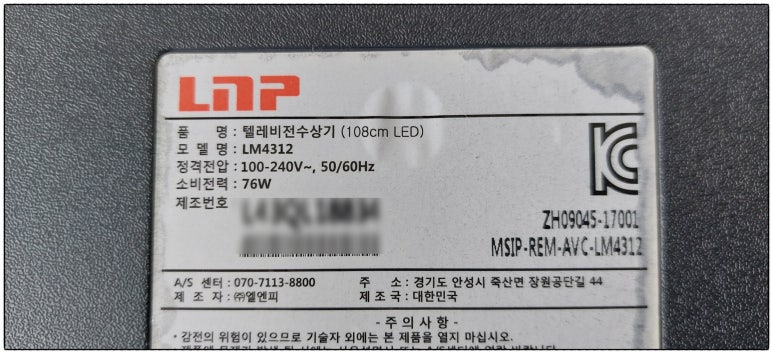 LNP
품 명 : 텔레비전수상기 (108cm LED)
모 델 명 : LM4312
정격전압 : 100-240V~, 50/60Hz
소비전력 : 76W
제조번호
ZH09045-17001
MSIP-REM-AVC-LM4312
A/S 센터 : 070-7113-8800 주 소 : 경기도 안성시 죽산면 장원공단길 44
제 조 자 : ㈜엘엔피 제 조 국 : 대한민국
- 주 의 사 항 -
· 감전의 위험이 있으므로 기술자 외에는 본 제품을 열지 마십시오.